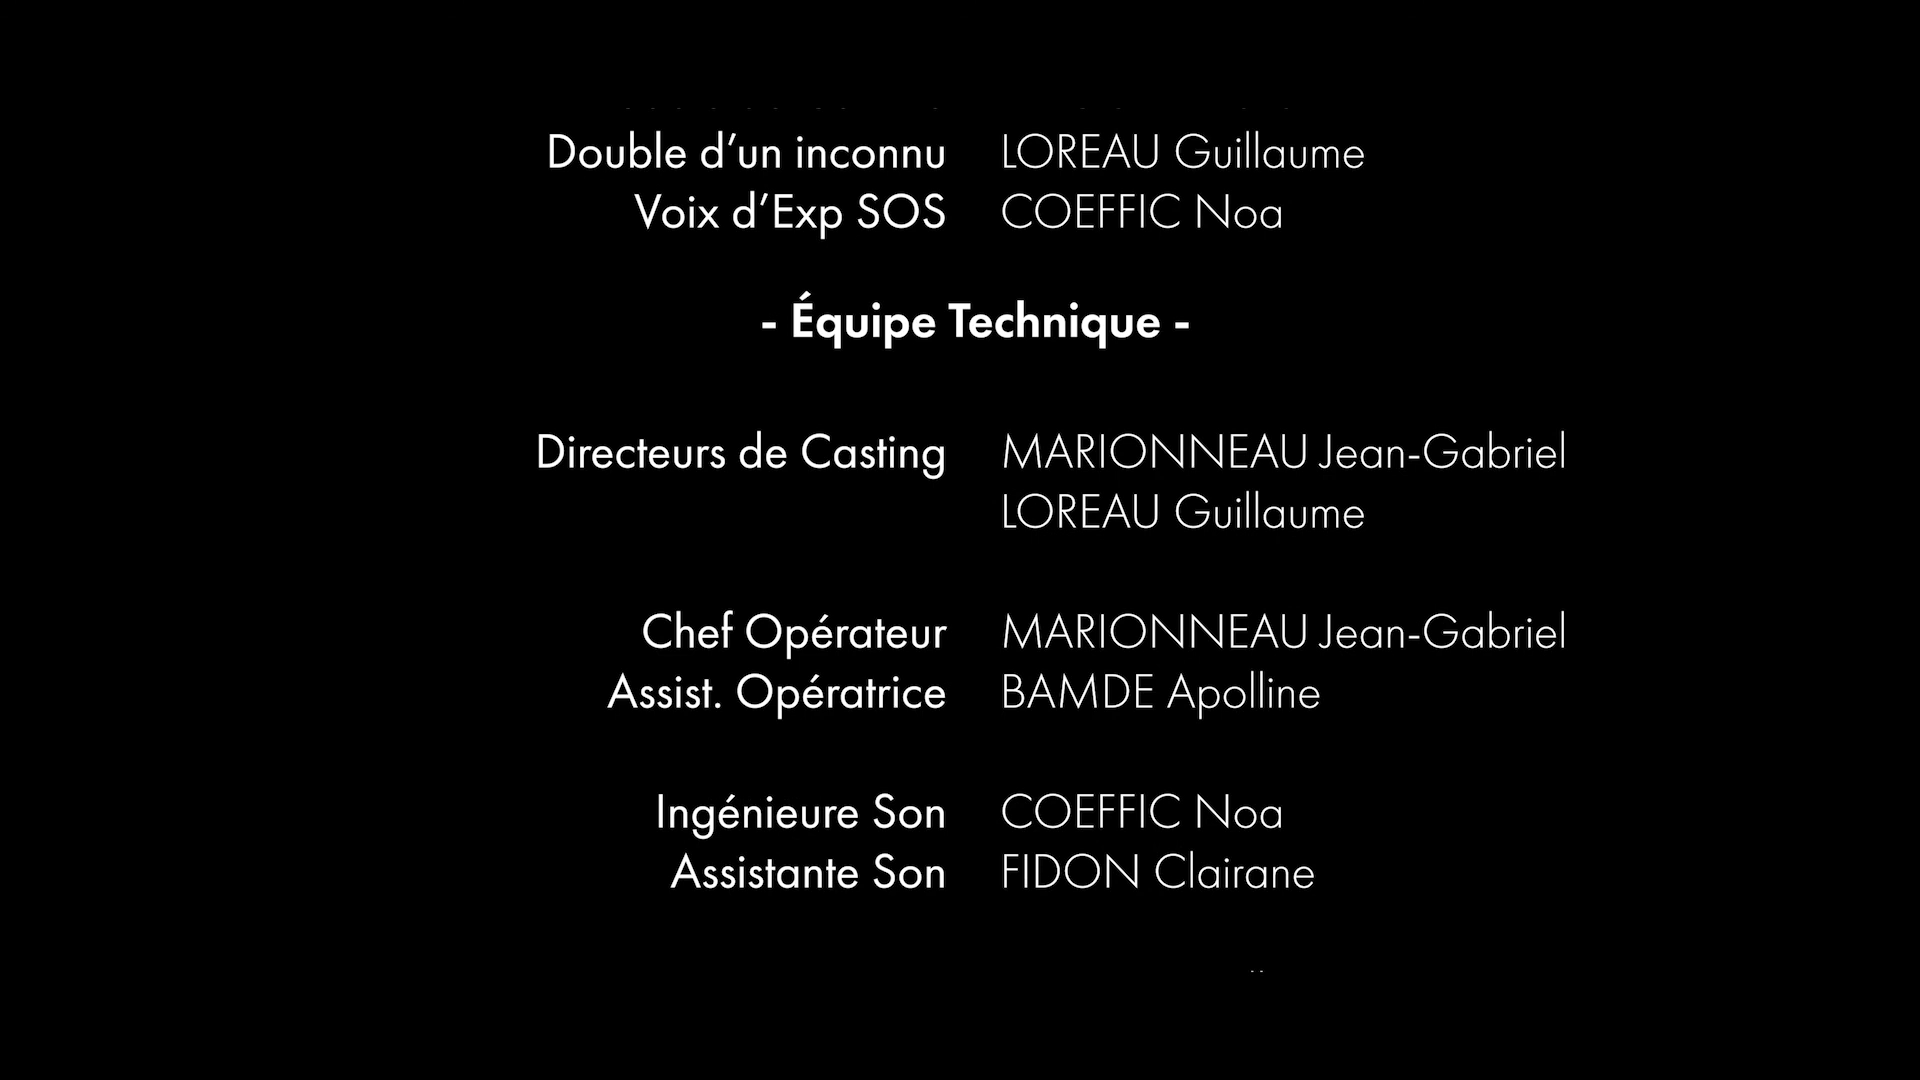 Double d’un inconnu LOREAU Guillaume
Voix d’Exp SOS COEFFIC Noa
- Équipe Technique -
Directeurs de Casting MARIONNEAU Jean-Gabriel
LOREAU Guillaume
Chef Opérateur MARIONNEAU Jean-Gabriel
Assist. Opératrice BAMDE Apolline
Ingénieure Son COEFFIC Noa
Assistante Son FIDON Clairane